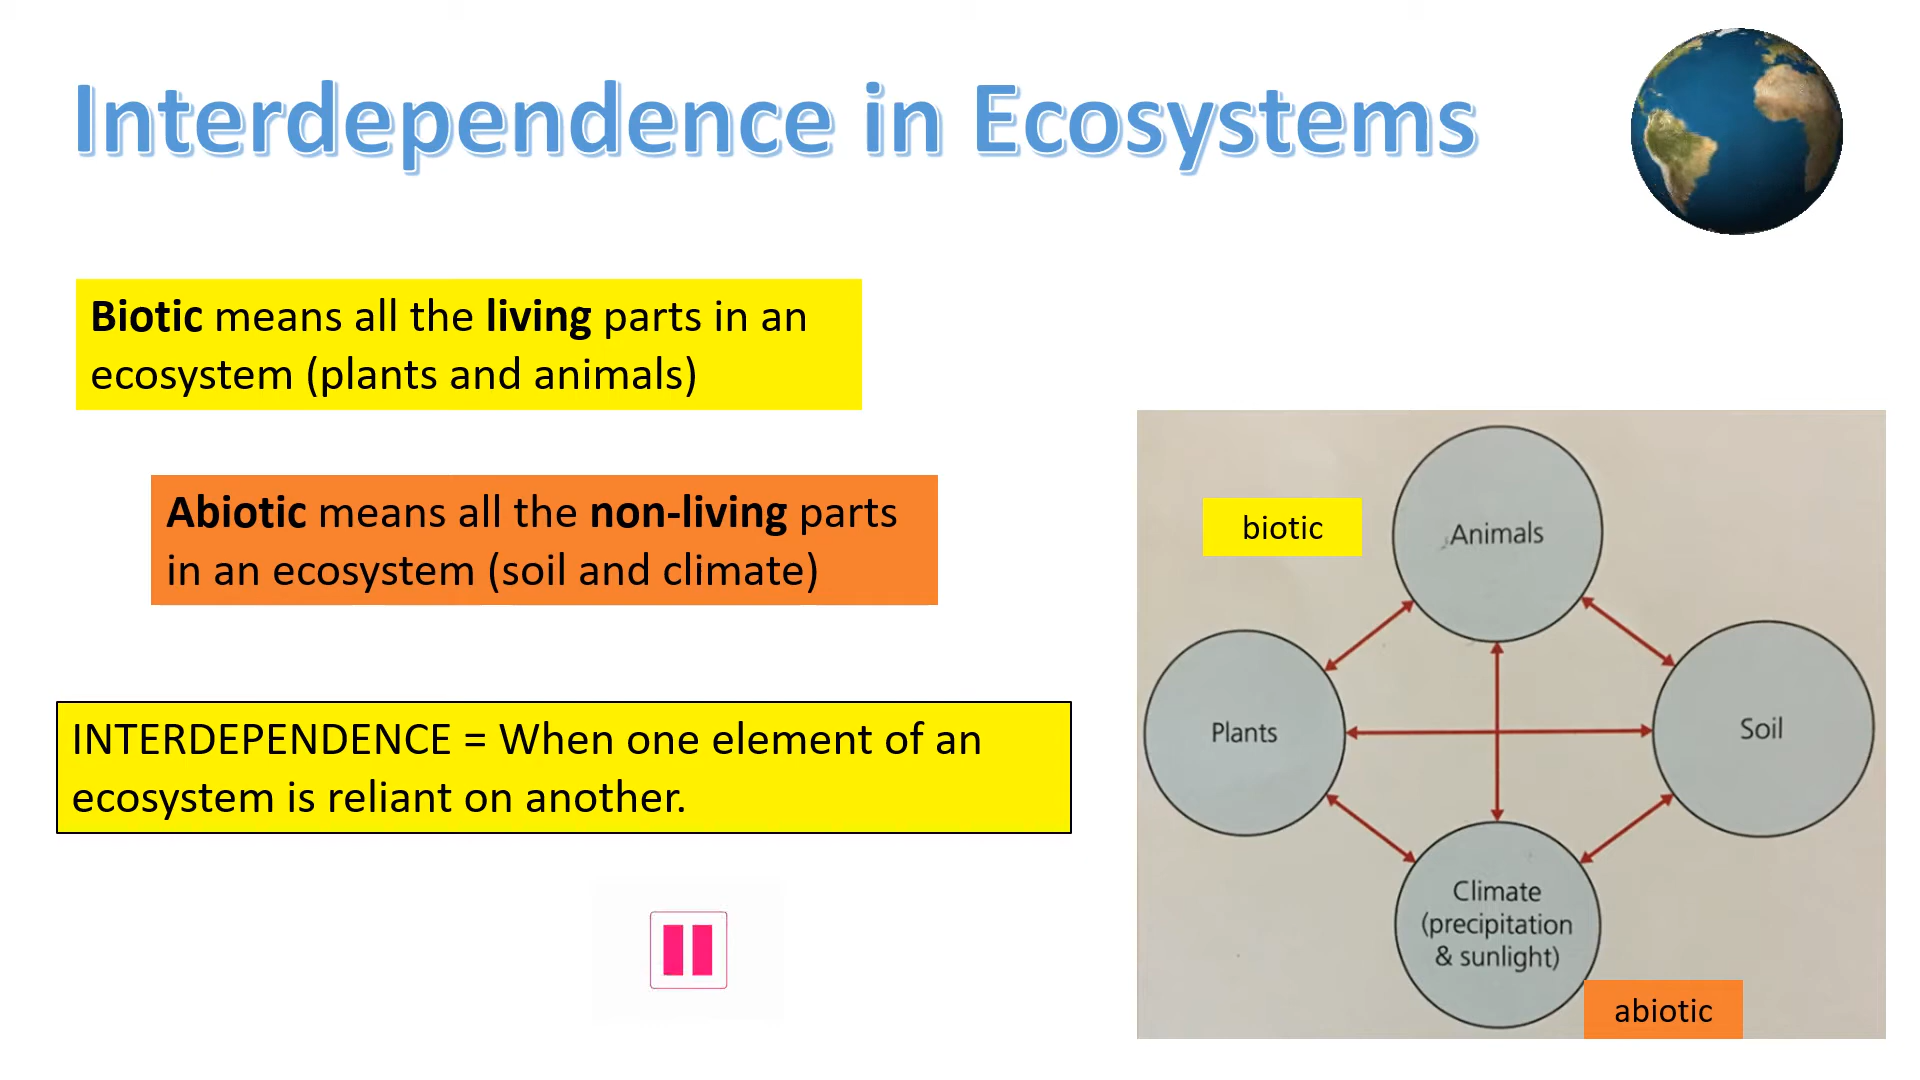 Interdependence in Ecosystems
Biotic means all the living parts in an
ecosystem (plants and animals)
Abiotic means all the non-living parts
in an ecosystem (soil and climate)
INTERDEPENDENCE = When one element of an
ecosystem is reliant on another.
biotic
Animals
Plants
Soil
Climate
(precipitation
& sunlight)
abiotic